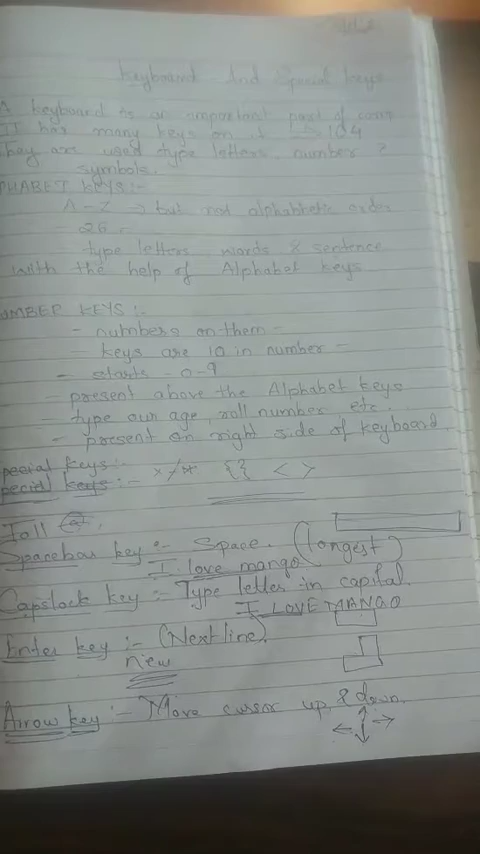 Keyboard And Special Keys
A keyboard is an important part of com
IT has many keys on it → 104
They are used type letters, number ?
symbols.
PHABET KEYS:-
A-Z → but not alphabhetic order
- 26 -
type letters words & sentence
with the help of Alphabet keys
UMBER KEYS :-
- numbers on them -
- keys are 10 in number -
- starts - 0-9
- present above the Alphabet keys
type our age, roll number, etc.
- present on right side of keyboard.
pecial keys:-
pecial keys :- × / * {} < >
Spacebar key :- Space. (longest)
I love mango
Capslock key :- Type letter in capital.
I LOVE MANGO
Enter key :- (Next line)
new
Arrow key :- Move cursor up & down.
← ↕ →